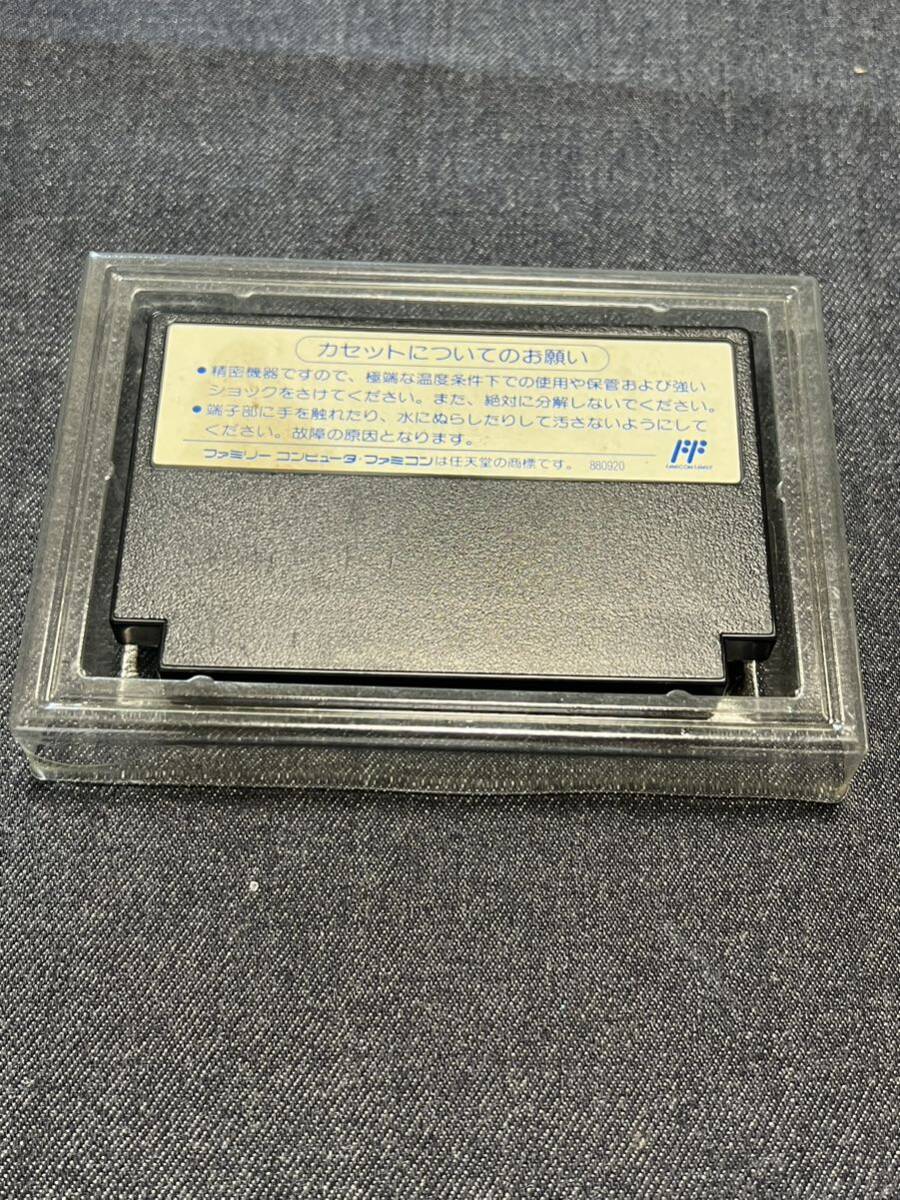 カセットについてのお願い
●精密機器ですので、極端な温度条件下での使用や保管および強い
ショックをさけてください。また、絶対に分解しないでください。
●端子部に手を触れたり、水にぬらしたりして汚さないようにして
ください。故障の原因となります。
ファミリー コンピュータ・ファミコンは任天堂の商標です。 880920
FF
FAMICOM FAMILY